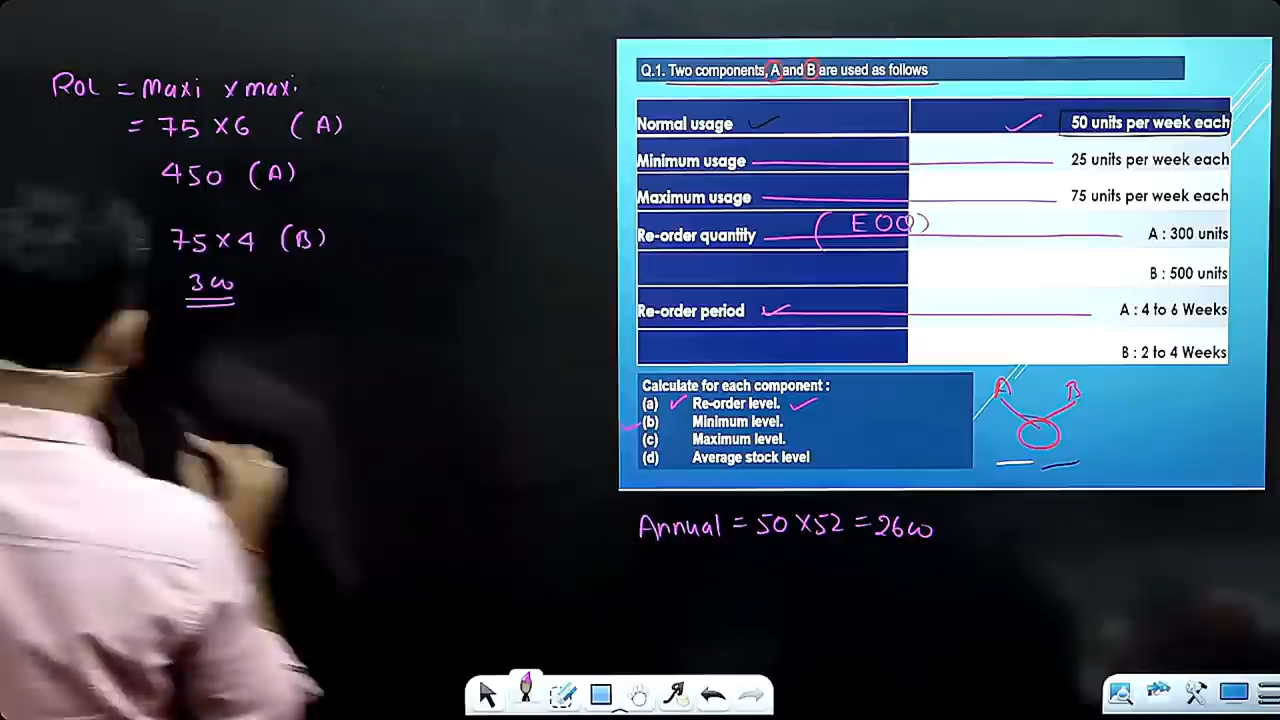 ROL = Maxi × maxi
= 75 × 6 (A)
450 (A)
75 × 4 (B)
300
Q.1. Two components, A and B are used as follows
Normal usage 50 units per week each
Minimum usage 25 units per week each
Maximum usage 75 units per week each
(EOQ)
Re-order quantity A : 300 units
B : 500 units
Re-order period A : 4 to 6 Weeks
B : 2 to 4 Weeks
Calculate for each component :
(a) Re-order level.
(b) Minimum level.
(c) Maximum level.
(d) Average stock level
A B
Annual = 50 × 52 = 2600